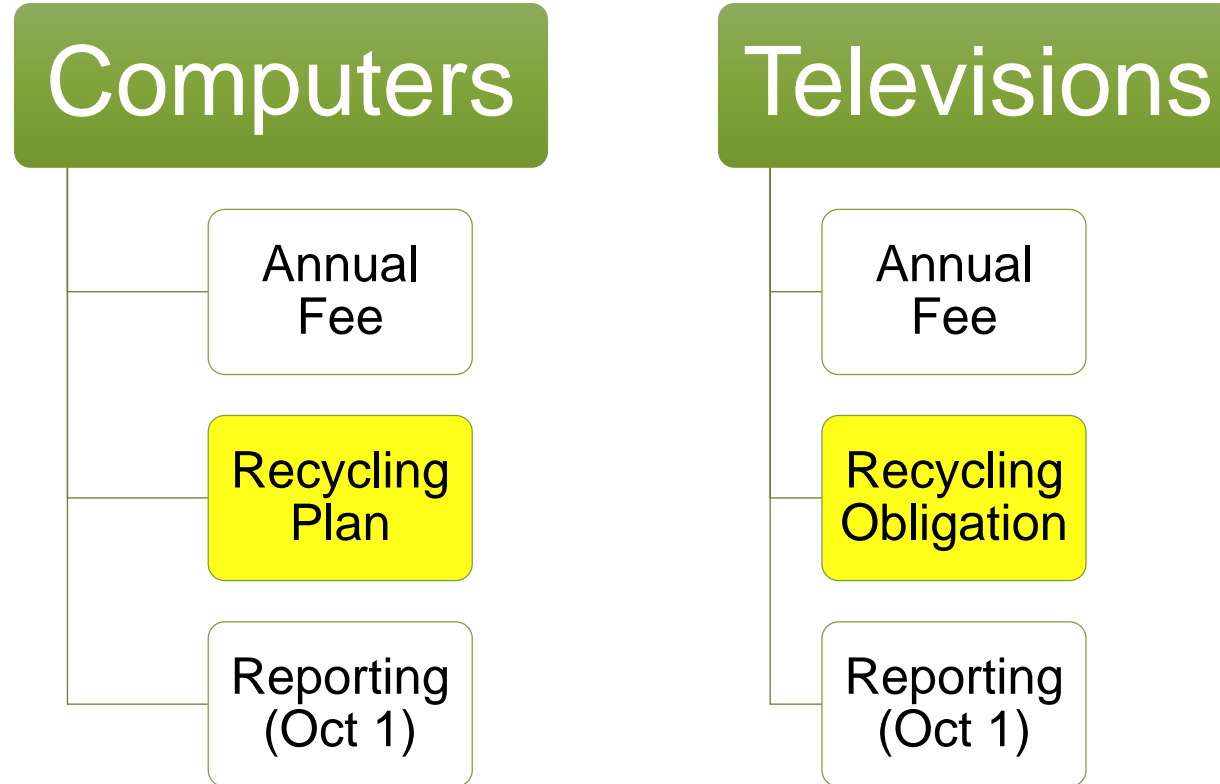 Computers
Annual
Fee
Recycling
Plan
Reporting
(Oct 1)
Televisions
Annual
Fee
Recycling
Obligation
Reporting
(Oct 1)